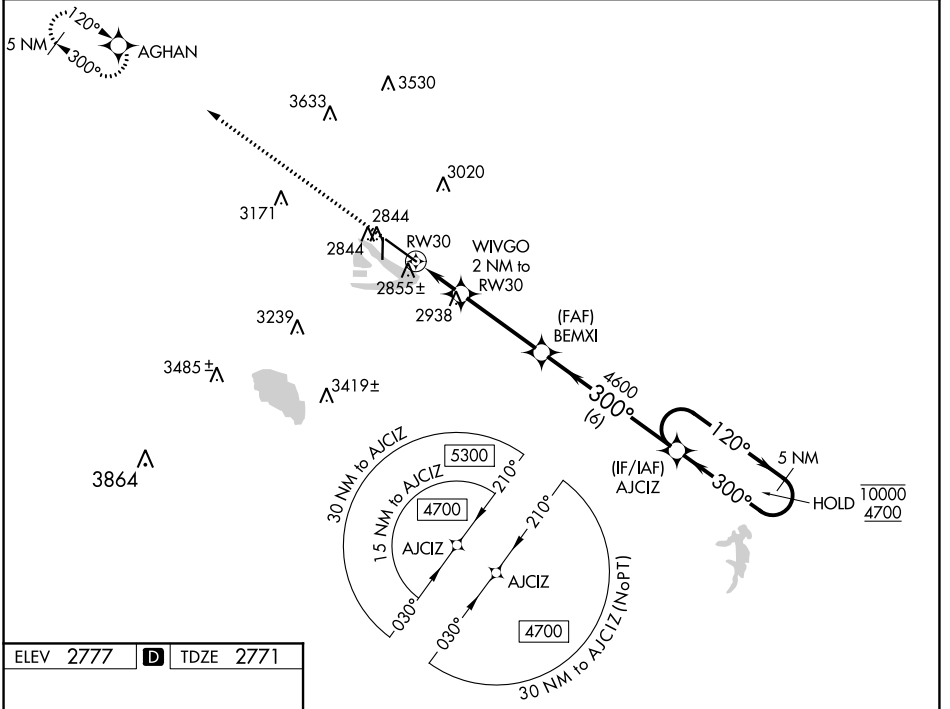 120°
5 NM
AGHAN
300°
3530
3633
3020
3171
2844
2844
RW30
WIVGO
2 NM to
RW30
2855±
2938
(FAF)
BEMXI
3239
3485±
3419±
4600
300°
(6)
120°
5 NM
(IF/IAF)
AJCIZ
300°
HOLD
10000
4700
3864
30 NM to AJCIZ
5300
210°
15 NM to AJCIZ
4700
210°
AJCIZ
AJCIZ
030°
030°
4700
30 NM to AJCIZ (NoPT)
ELEV 2777 D TDZE 2771